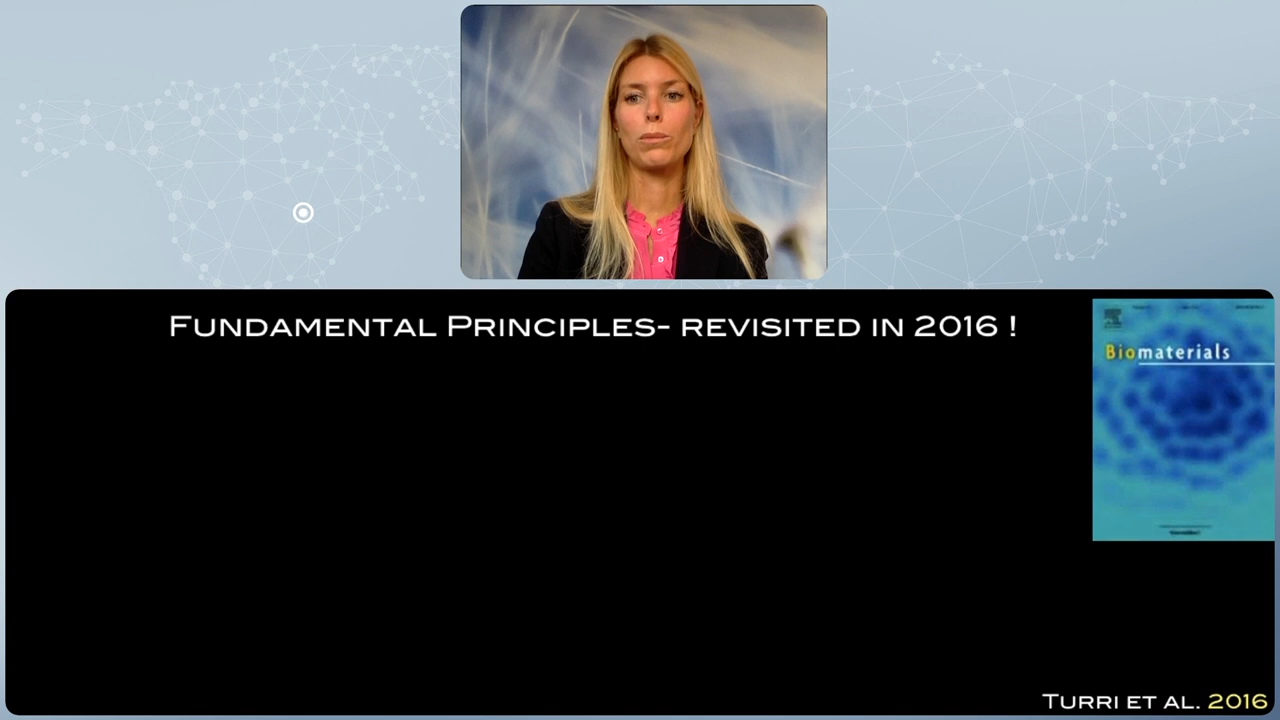 Fundamental Principles- revisited in 2016 !
Biomaterials
Turri et al. 2016